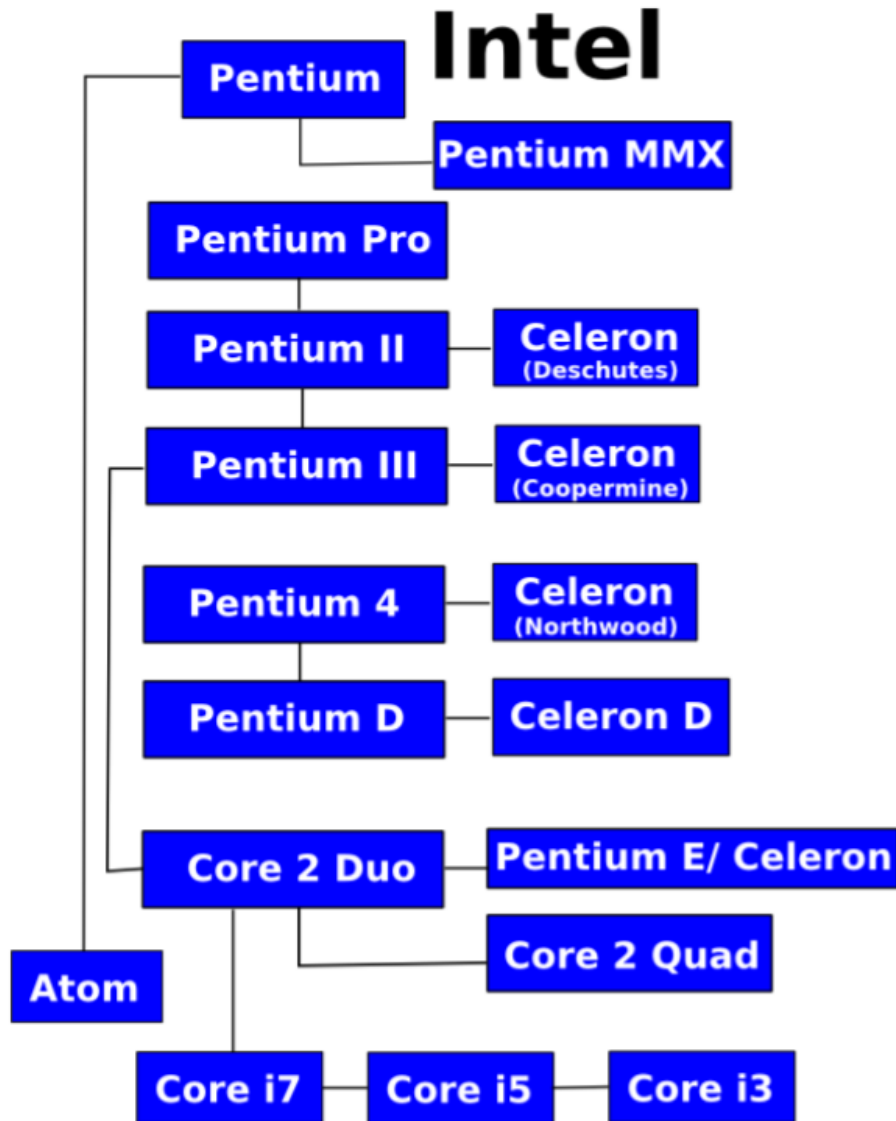 Intel
Pentium
Pentium MMX
Pentium Pro
Pentium II
Celeron
(Deschutes)
Pentium III
Celeron
(Coopermine)
Pentium 4
Celeron
(Northwood)
Pentium D
Celeron D
Core 2 Duo
Pentium E/ Celeron
Core 2 Quad
Atom
Core i7
Core i5
Core i3